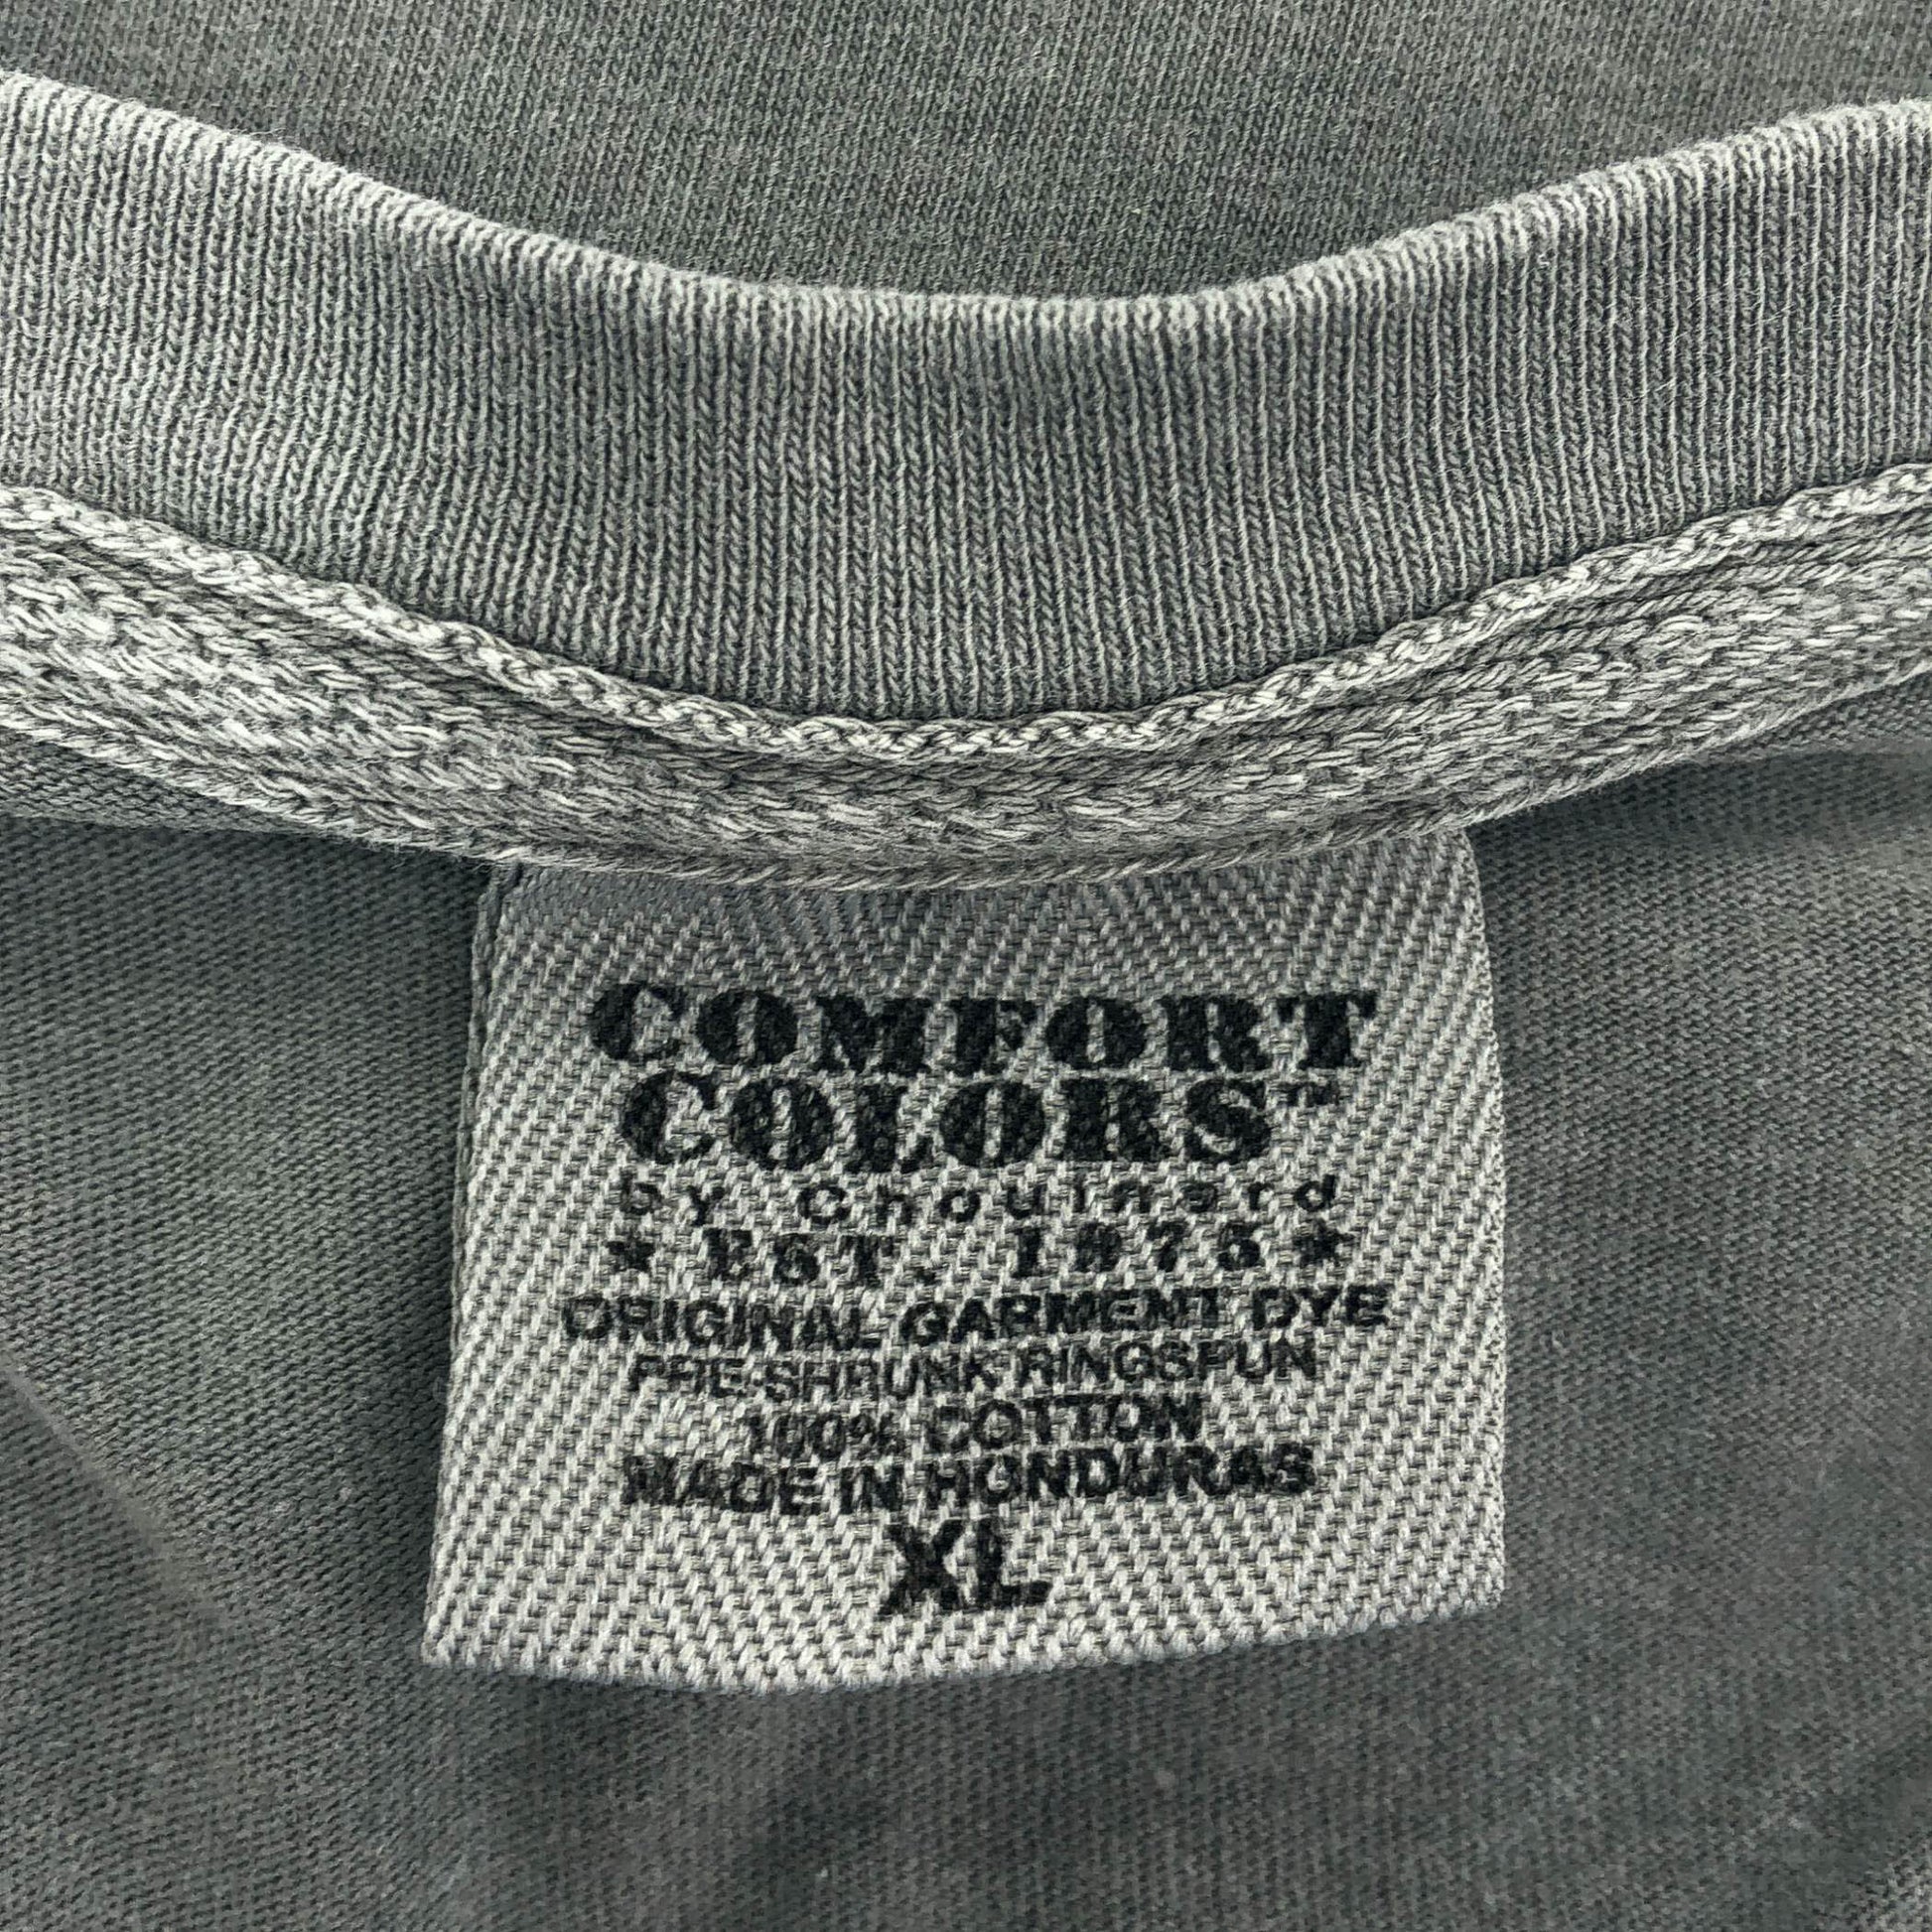 COMFORT
COLORS™
by Chouinard
★ EST. 1975 ★
ORIGINAL GARMENT DYE
PRE-SHRUNK RINGSPUN
100% COTTON
MADE IN HONDURAS
XL